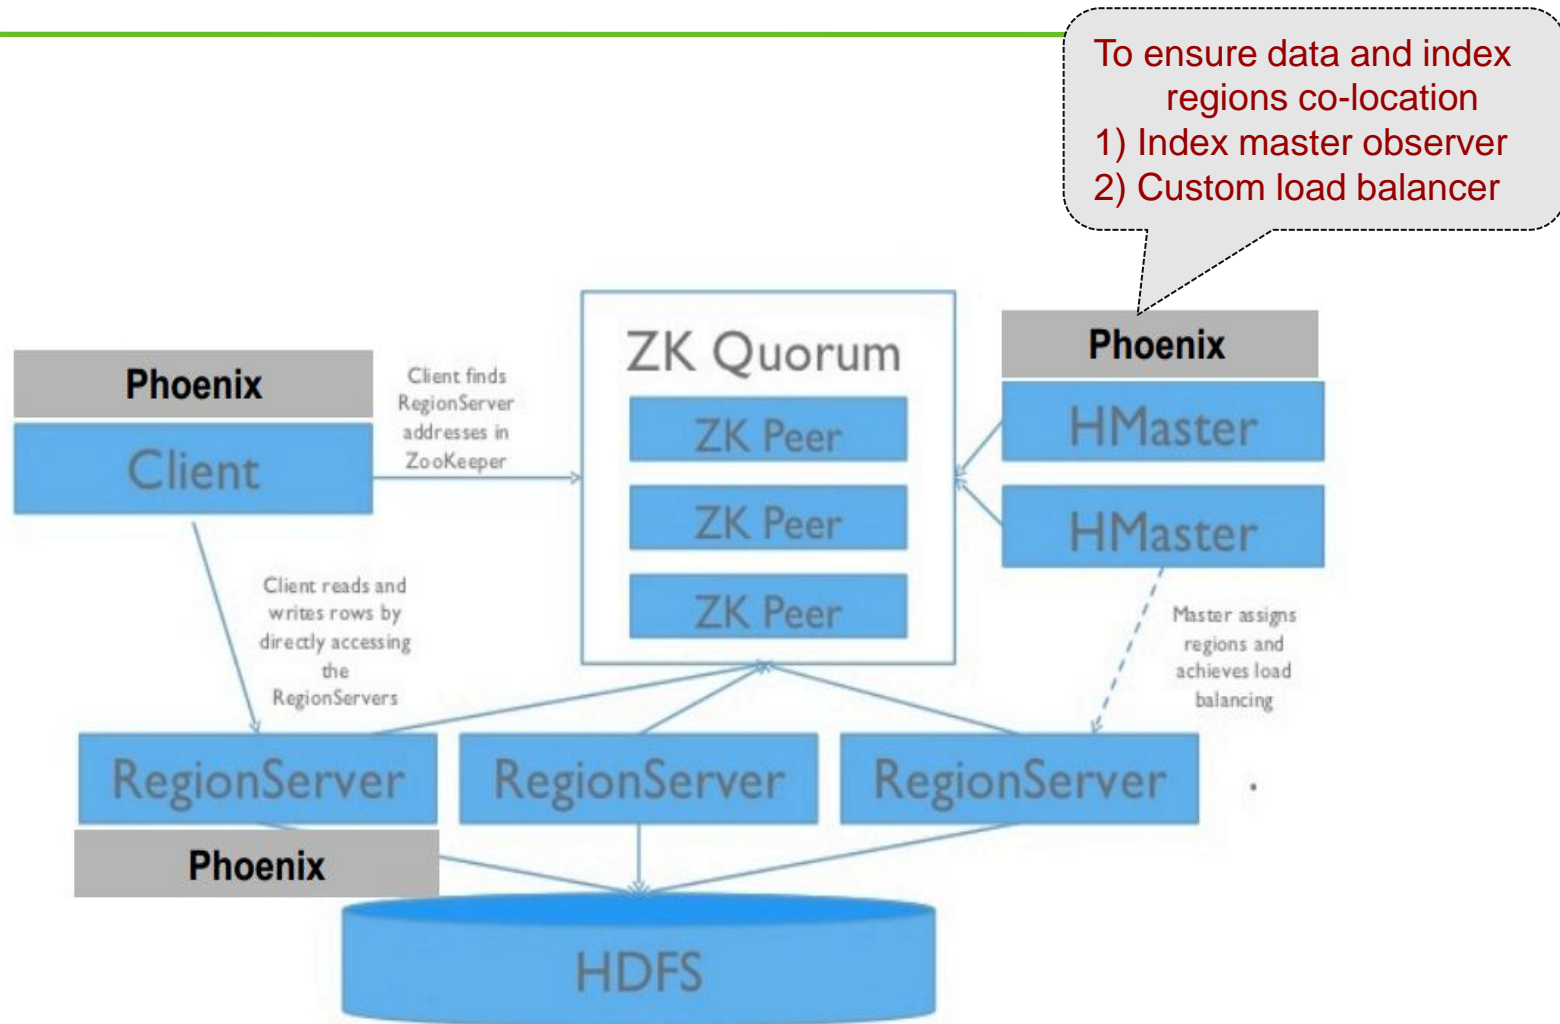 To ensure data and index
regions co-location
1) Index master observer
2) Custom load balancer
Phoenix
Client
Client finds
RegionServer
addresses in
ZooKeeper
ZK Quorum
ZK Peer
ZK Peer
ZK Peer
Phoenix
HMaster
HMaster
Client reads and
writes rows by
directly accessing
the
RegionServers
Master assigns
regions and
achieves load
balancing
RegionServer
RegionServer
RegionServer
Phoenix
HDFS